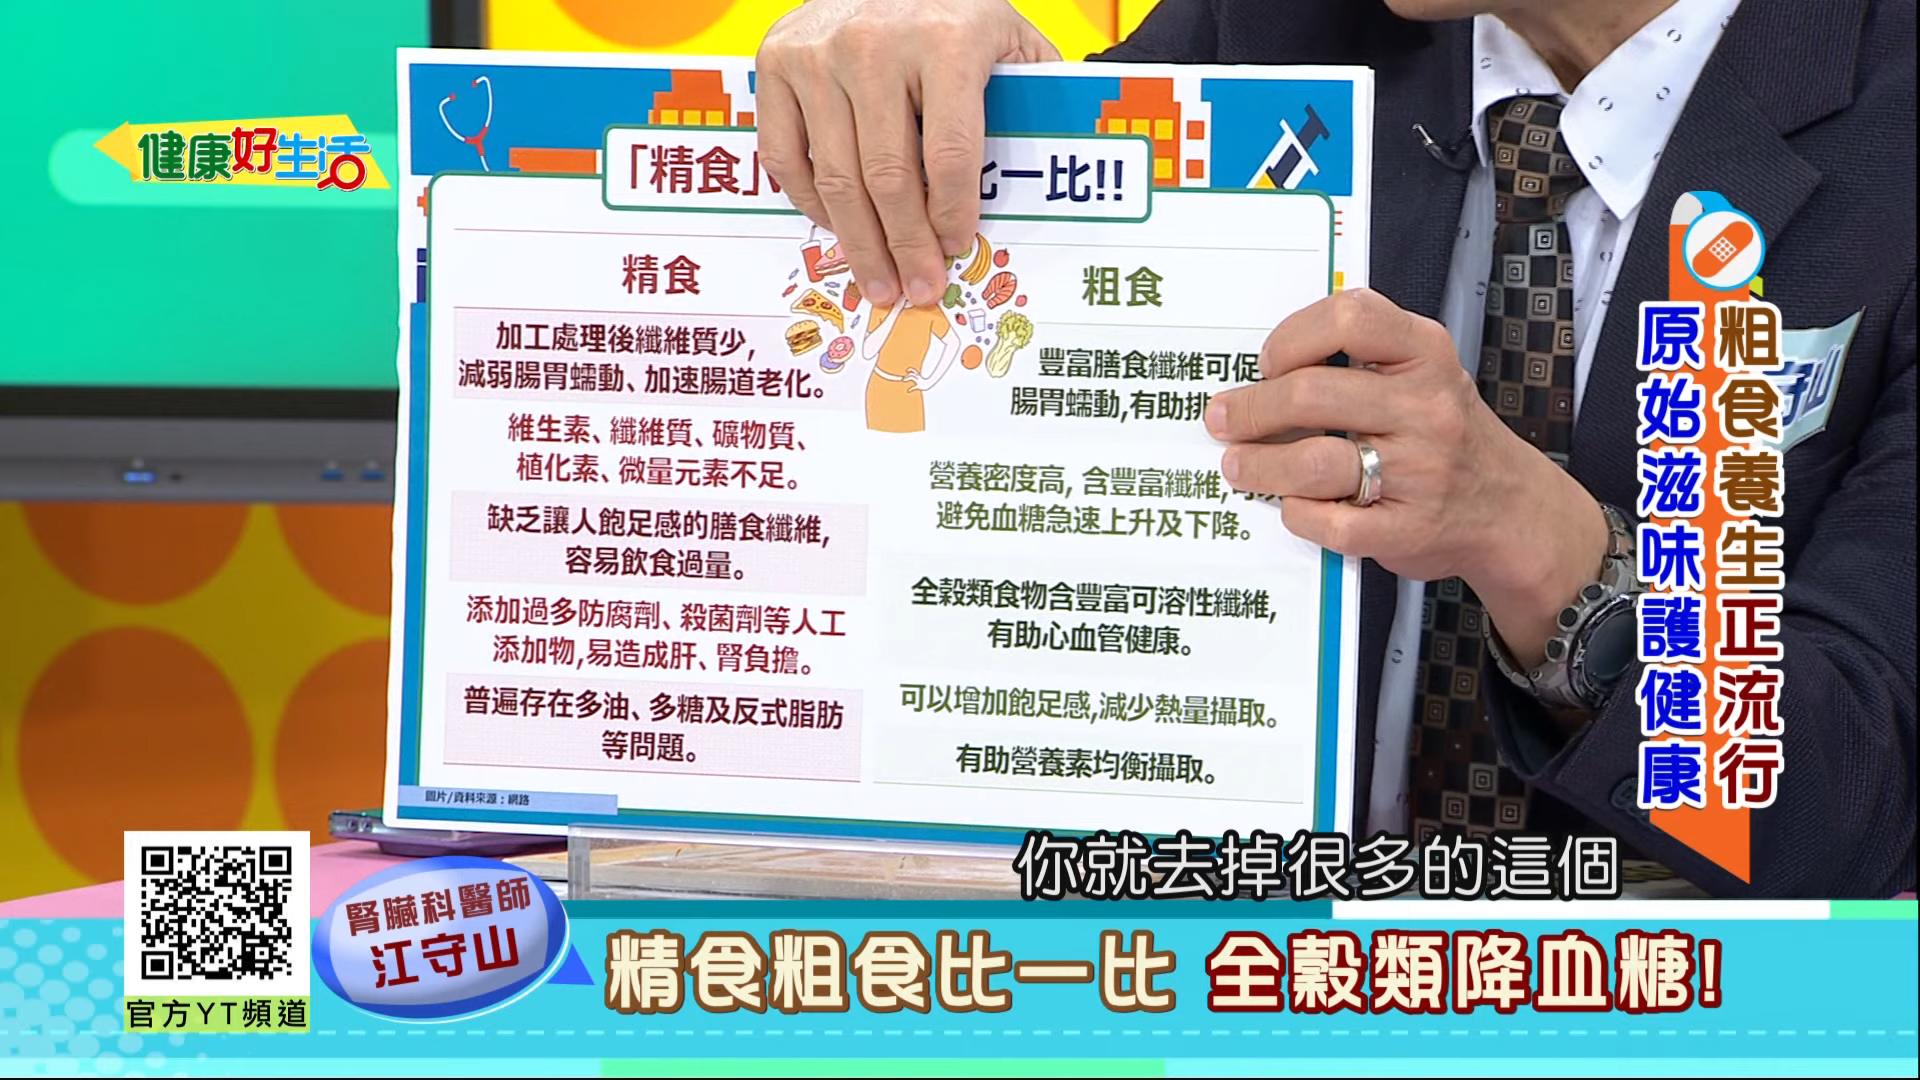 健康好生活
「精食」
比一比!!
精食
加工處理後纖維質少,
減弱腸胃蠕動、加速腸道老化。
維生素、纖維質、礦物質、
植化素、微量元素不足。
缺乏讓人飽足感的膳食纖維,
容易飲食過量。
添加過多防腐劑、殺菌劑等人工
添加物,易造成肝、腎負擔。
普遍存在多油、多糖及反式脂肪
等問題。
圖片/資料來源：網路
粗食
豐富膳食纖維可促
腸胃蠕動,有助排
營養密度高, 含豐富纖維,可以
避免血糖急速上升及下降。
全穀類食物含豐富可溶性纖維,
有助心血管健康。
可以增加飽足感,減少熱量攝取。
有助營養素均衡攝取。
粗食養生正流行
原始滋味護健康
守山
你就去掉很多的這個
腎臟科醫師
江守山
精食粗食比一比 全穀類降血糖!
官方YT頻道